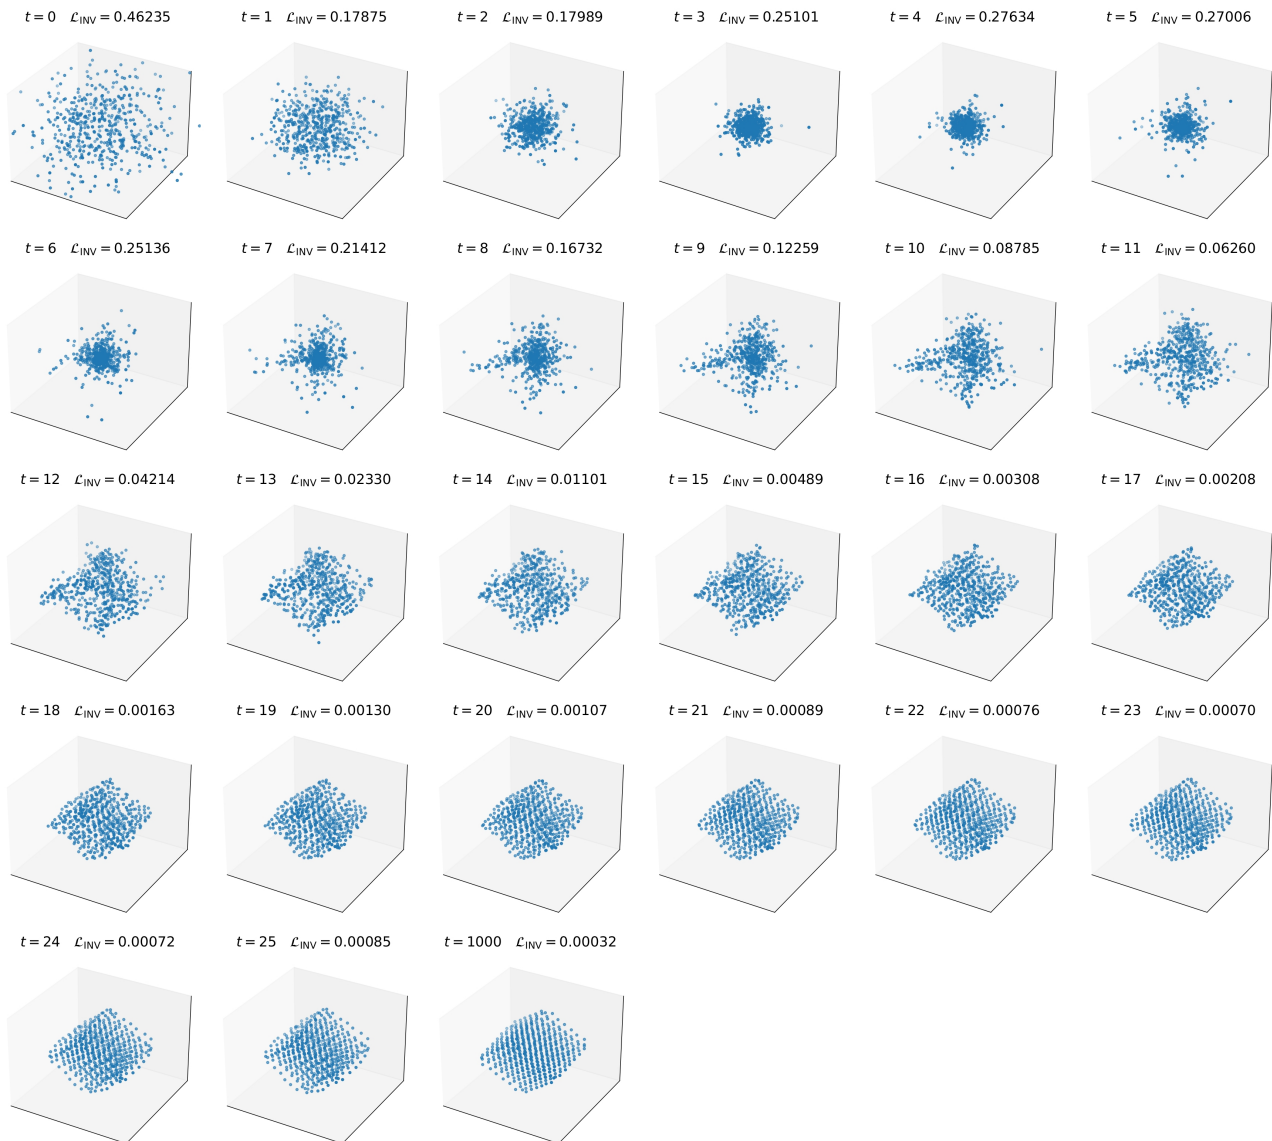 t = 0 ℒ_INV = 0.46235
t = 1 ℒ_INV = 0.17875
t = 2 ℒ_INV = 0.17989
t = 3 ℒ_INV = 0.25101
t = 4 ℒ_INV = 0.27634
t = 5 ℒ_INV = 0.27006
t = 6 ℒ_INV = 0.25136
t = 7 ℒ_INV = 0.21412
t = 8 ℒ_INV = 0.16732
t = 9 ℒ_INV = 0.12259
t = 10 ℒ_INV = 0.08785
t = 11 ℒ_INV = 0.06260
t = 12 ℒ_INV = 0.04214
t = 13 ℒ_INV = 0.02330
t = 14 ℒ_INV = 0.01101
t = 15 ℒ_INV = 0.00489
t = 16 ℒ_INV = 0.00308
t = 17 ℒ_INV = 0.00208
t = 18 ℒ_INV = 0.00163
t = 19 ℒ_INV = 0.00130
t = 20 ℒ_INV = 0.00107
t = 21 ℒ_INV = 0.00089
t = 22 ℒ_INV = 0.00076
t = 23 ℒ_INV = 0.00070
t = 24 ℒ_INV = 0.00072
t = 25 ℒ_INV = 0.00085
t = 1000 ℒ_INV = 0.00032